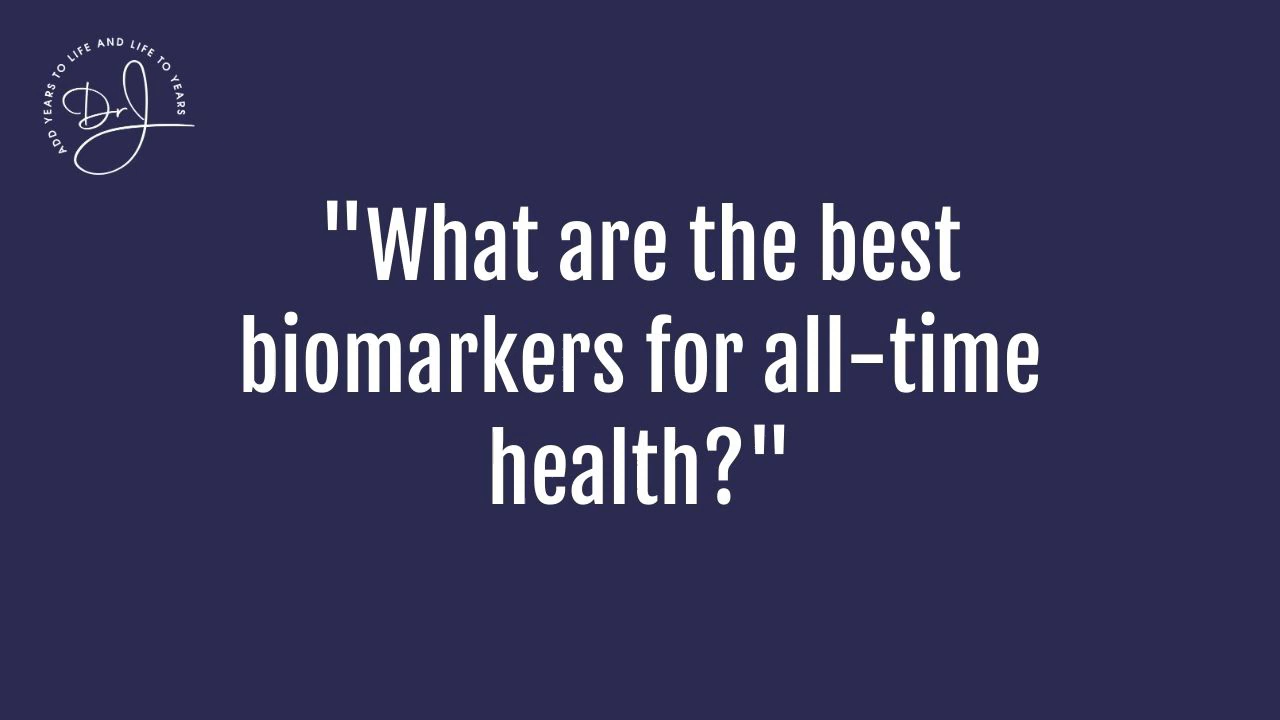 ADD YEARS TO LIFE AND LIFE TO YEARS
Dr J
"What are the best
biomarkers for all-time
health?"